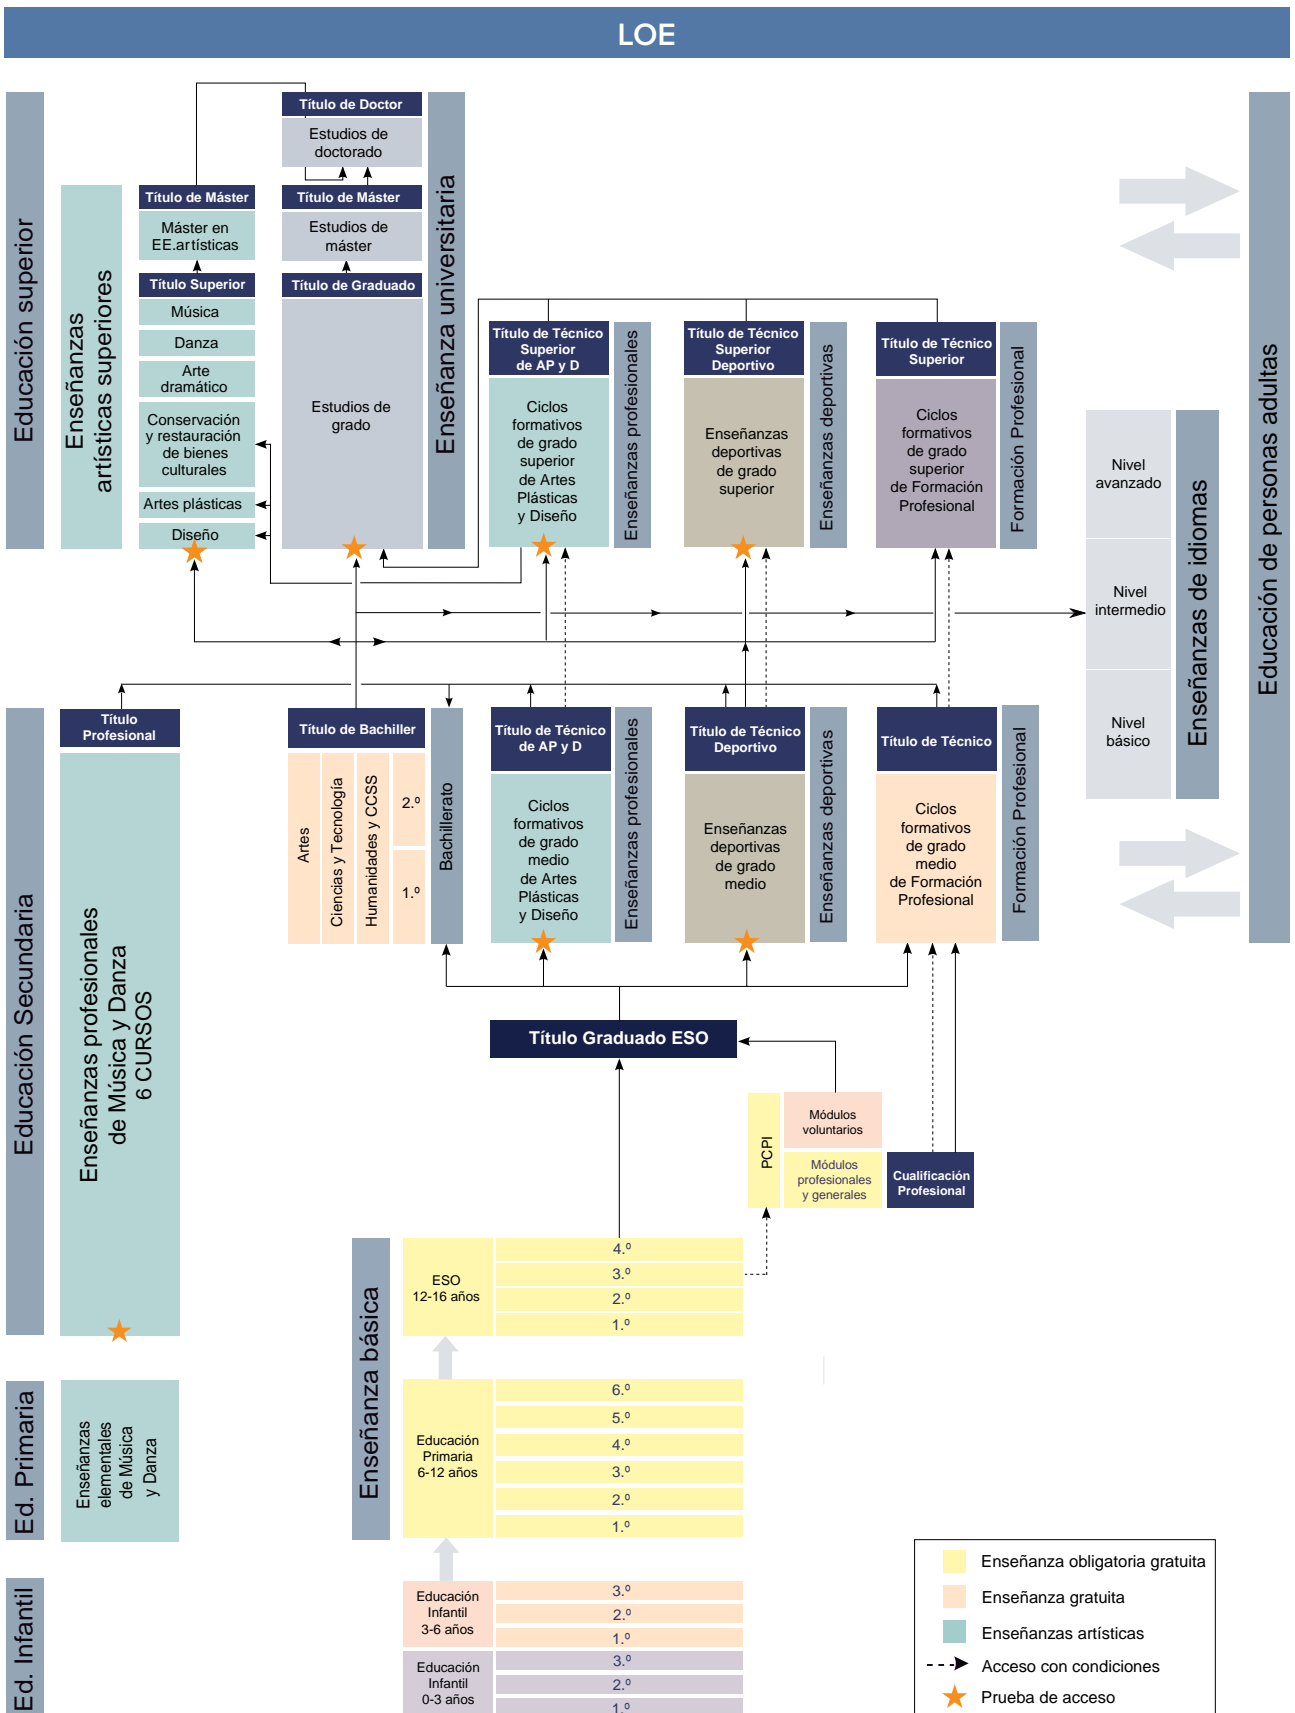 LOE
Educación superior
Enseñanzas
artísticas superiores
Título de Máster
Máster en
EE.artísticas
Título Superior
Música
Danza
Arte
dramático
Conservación
y restauración
de bienes
culturales
Artes plásticas
Diseño
Título de Doctor
Estudios de
doctorado
Título de Máster
Estudios de
máster
Título de Graduado
Estudios de
grado
Enseñanza universitaria
Título de Técnico
Superior
de AP y D
Ciclos
formativos
de grado
superior
de Artes
Plásticas
y Diseño
Enseñanzas profesionales
Título de Técnico
Superior
Deportivo
Enseñanzas
deportivas
de grado
superior
Enseñanzas deportivas
Título de Técnico
Superior
Ciclos
formativos
de grado
superior
de Formación
Profesional
Formación Profesional
Nivel
avanzado
Nivel
intermedio
Nivel
básico
Enseñanzas de idiomas
Educación de personas adultas
Educación Secundaria
Título
Profesional
Enseñanzas profesionales
de Música y Danza
6 CURSOS
Título de Bachiller
Artes
Ciencias y Tecnología
Humanidades y CCSS
2.º
1.º
Bachillerato
Título de Técnico
de AP y D
Ciclos
formativos
de grado
medio
de Artes
Plásticas
y Diseño
Enseñanzas profesionales
Título de Técnico
Deportivo
Enseñanzas
deportivas
de grado
medio
Enseñanzas deportivas
Título de Técnico
Ciclos
formativos
de grado
medio
de Formación
Profesional
Formación Profesional
Título Graduado ESO
PCPI
Módulos
voluntarios
Módulos
profesionales
y generales
Cualificación
Profesional
Enseñanza básica
ESO
12-16 años
4.º
3.º
2.º
1.º
Ed. Primaria
Enseñanzas
elementales
de Música
y Danza
Educación
Primaria
6-12 años
6.º
5.º
4.º
3.º
2.º
1.º
Ed. Infantil
Educación
Infantil
3-6 años
3.º
2.º
1.º
Educación
Infantil
0-3 años
3.º
2.º
1.º
Enseñanza obligatoria gratuita
Enseñanza gratuita
Enseñanzas artísticas
Acceso con condiciones
Prueba de acceso